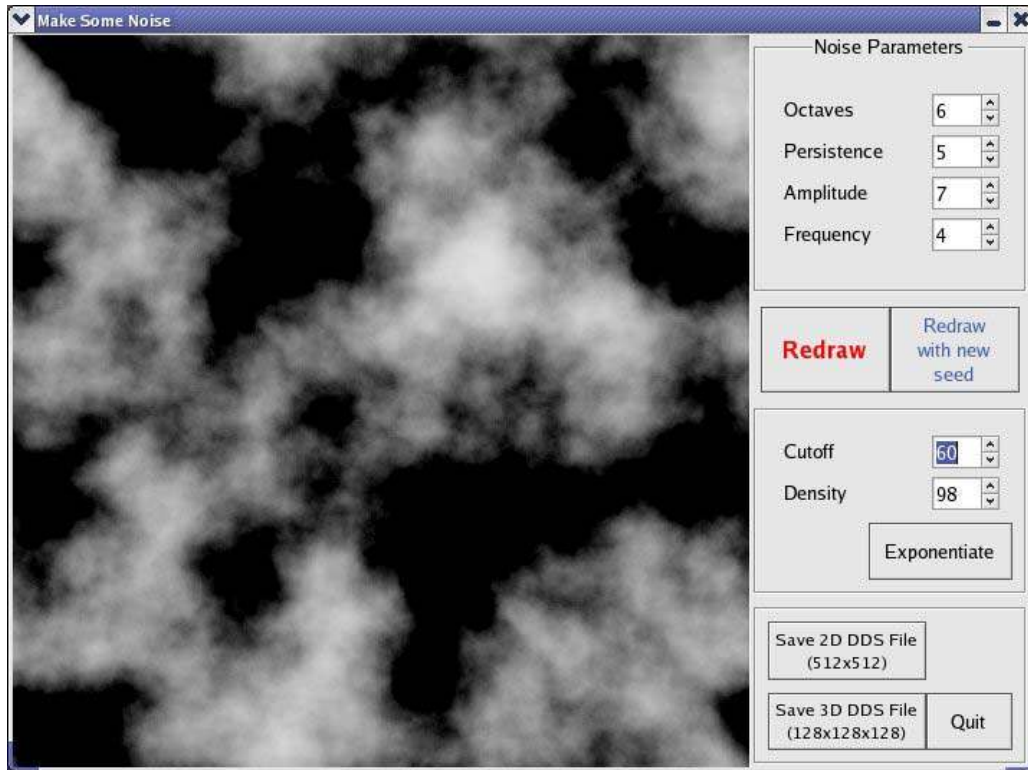 Make Some Noise
Noise Parameters
Octaves 6
Persistence 5
Amplitude 7
Frequency 4
Redraw
Redraw
with new
seed
Cutoff 60
Density 98
Exponentiate
Save 2D DDS File
(512x512)
Save 3D DDS File
(128x128x128)
Quit